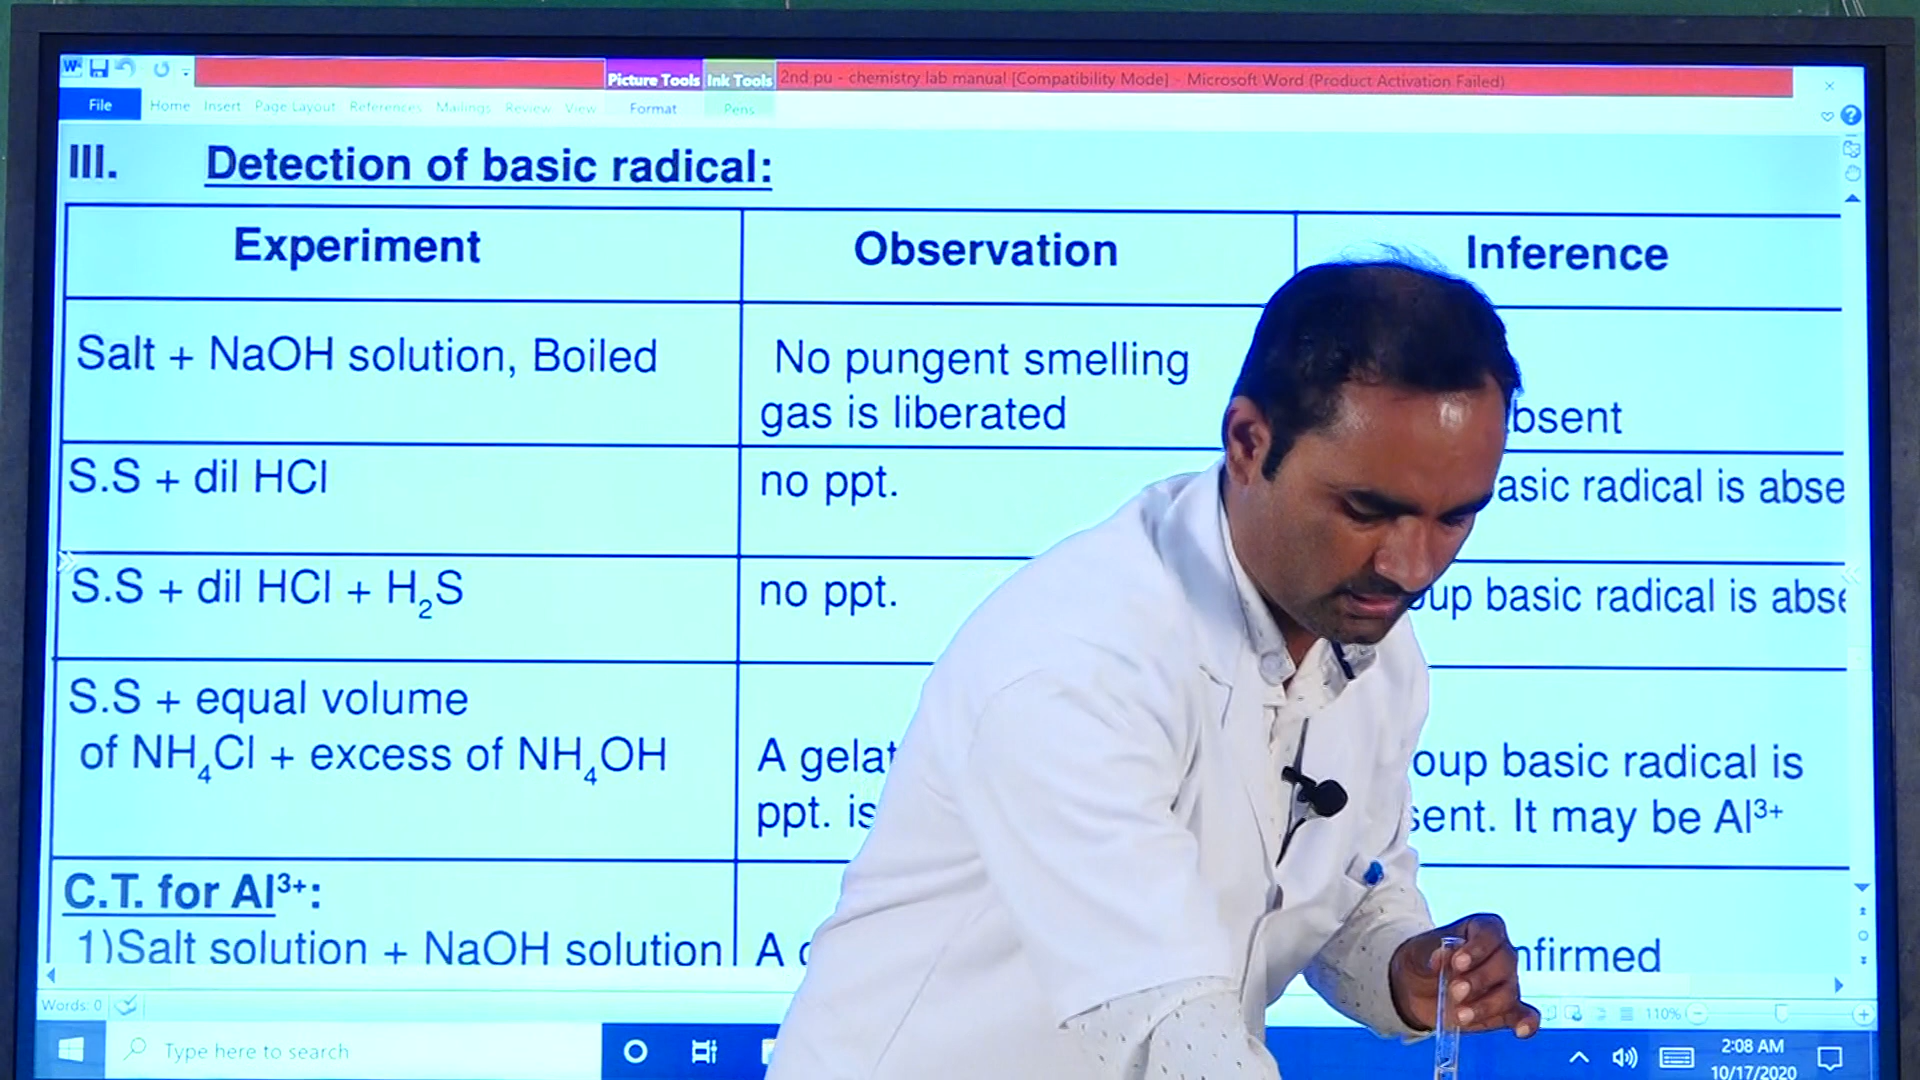 Picture Tools Ink Tools 2nd pu - chemistry lab manual [Compatibility Mode] - Microsoft Word (Product Activation Failed)
File Home Insert Page Layout References Mailings Review View Format Pens
III. Detection of basic radical:
Experiment Observation Inference
Salt + NaOH solution, Boiled No pungent smelling
gas is liberated absent
S.S + dil HCl no ppt. basic radical is abse
S.S + dil HCl + H₂S no ppt. oup basic radical is abse
S.S + equal volume
of NH₄Cl + excess of NH₄OH A gelat oup basic radical is
ppt. is sent. It may be Al³⁺
C.T. for Al³⁺:
1)Salt solution + NaOH solution A nfirmed
Words: 0 110%
Type here to search 2:08 AM
10/17/2020